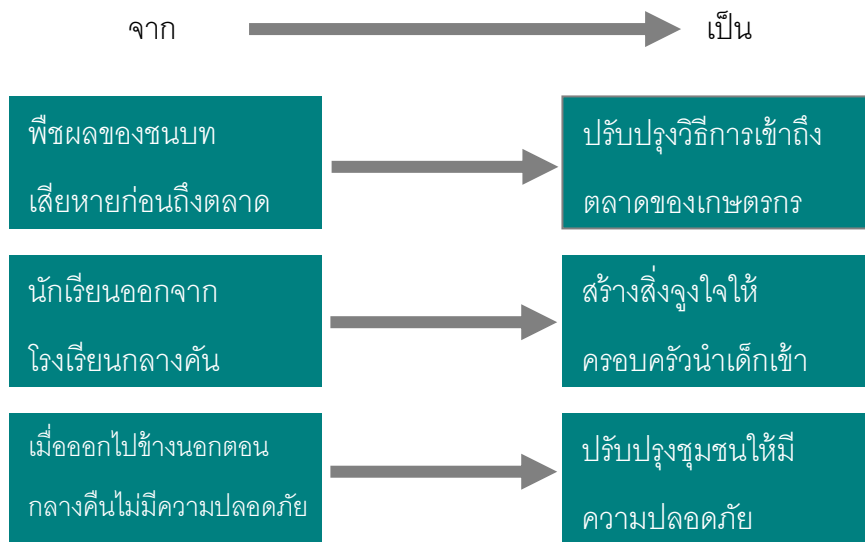 จาก
เป็น
พืชผลของชนบท
เสียหายก่อนถึงตลาด
ปรับปรุงวิธีการเข้าถึง
ตลาดของเกษตรกร
นักเรียนออกจาก
โรงเรียนกลางคัน
สร้างสิ่งจูงใจให้
ครอบครัวนำเด็กเข้า
เมื่อออกไปข้างนอกตอน
กลางคืนไม่มีความปลอดภัย
ปรับปรุงชุมชนให้มี
ความปลอดภัย